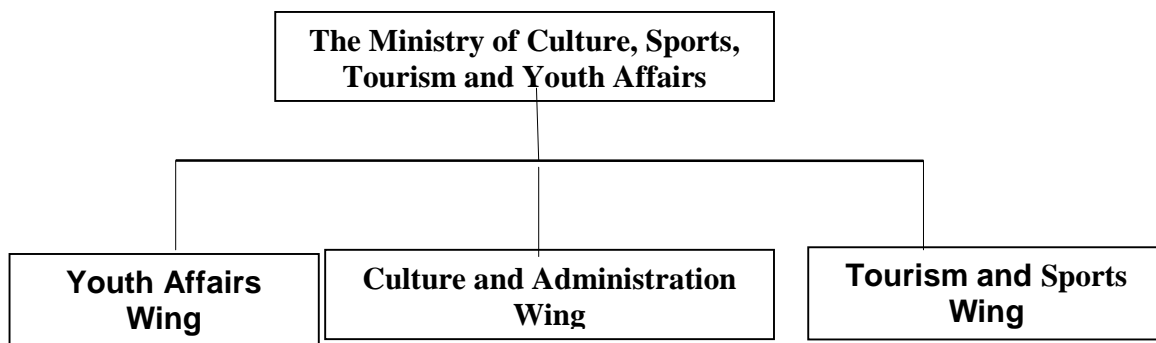 The Ministry of Culture, Sports,
Tourism and Youth Affairs
Youth Affairs
Wing
Culture and Administration
Wing
Tourism and Sports
Wing